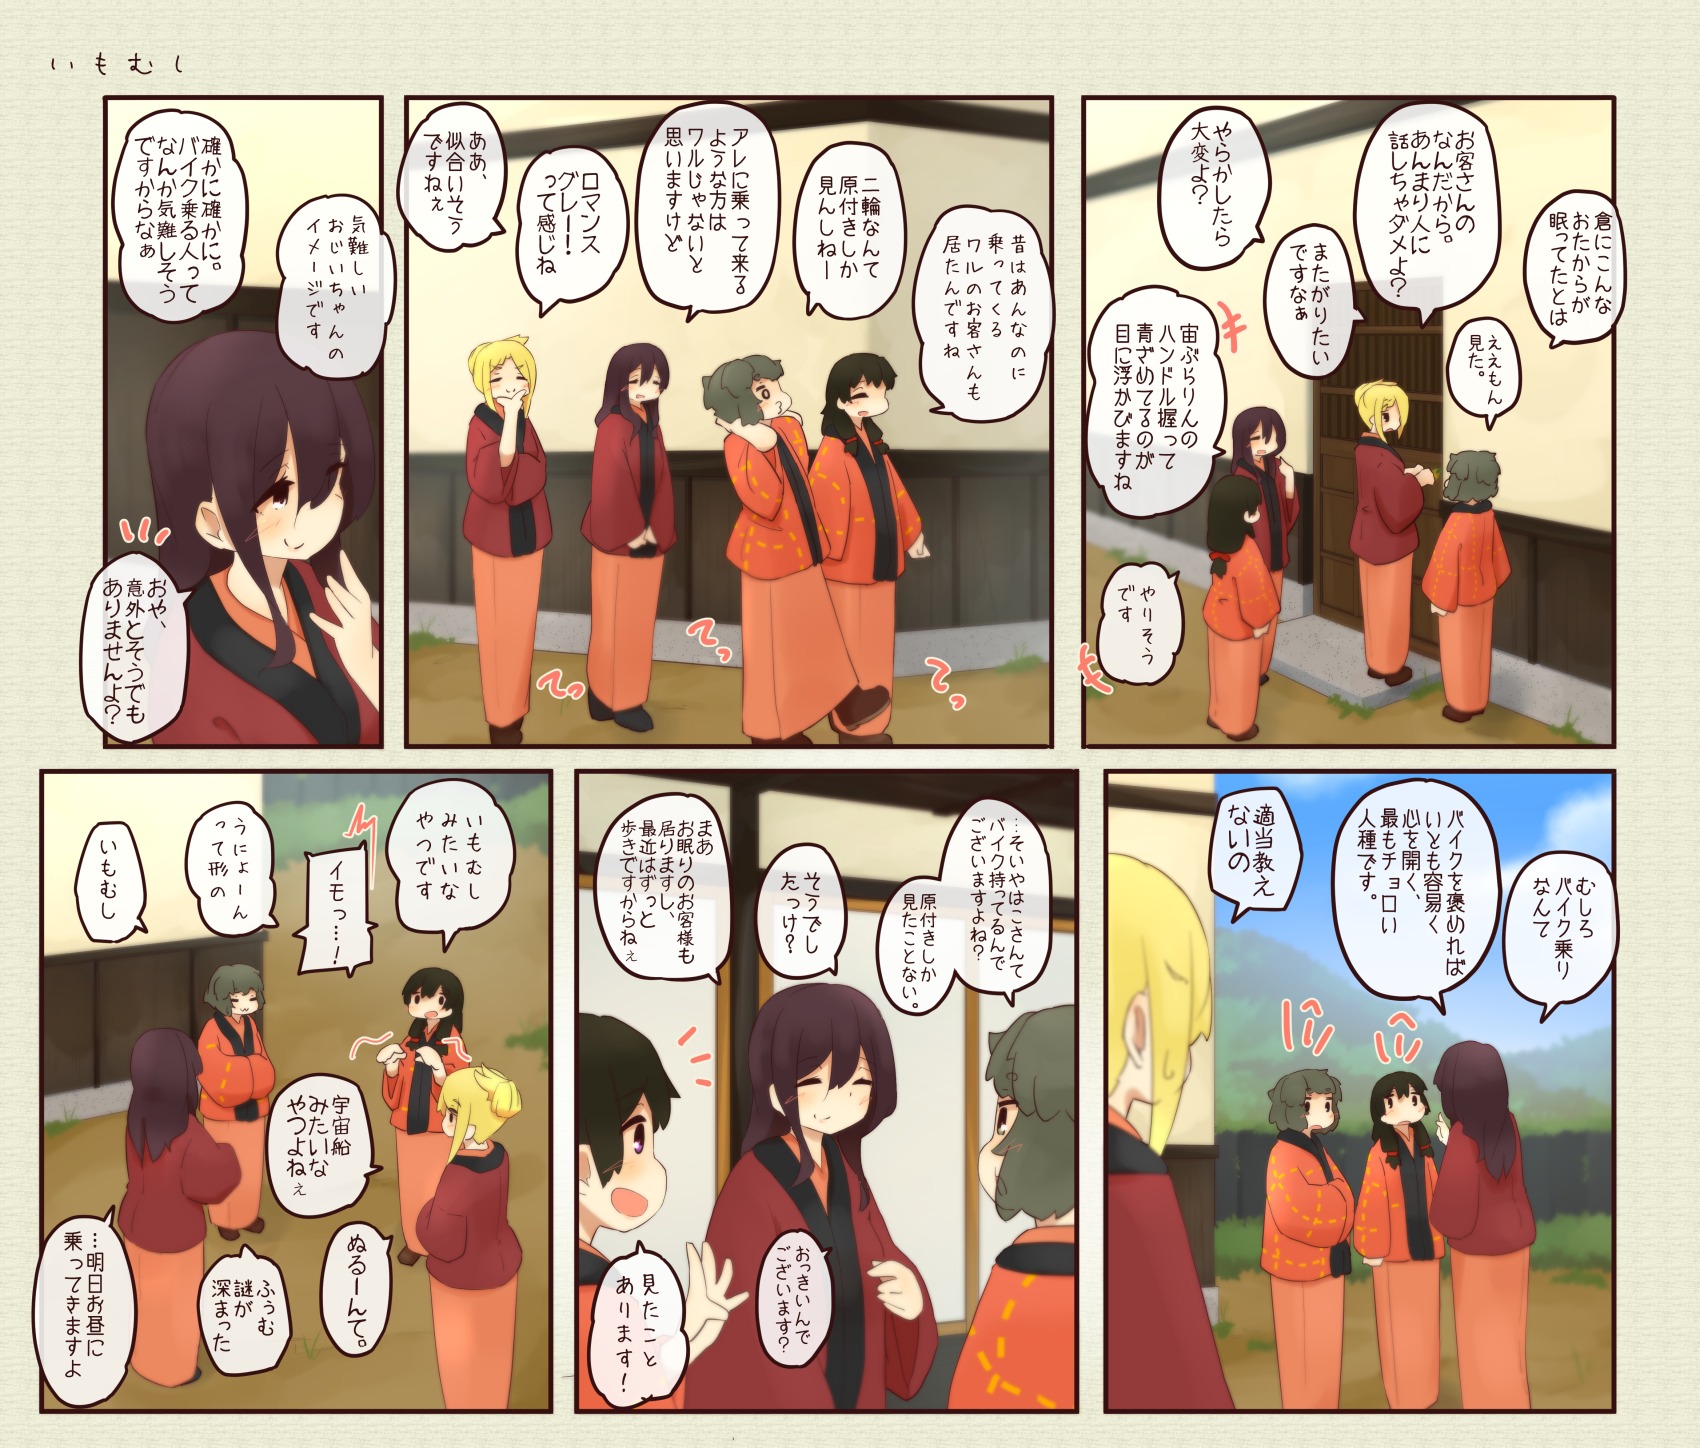 いもむし
倉にこんな
おたからが
眠ってたとは
ええもん
見た。
お客さんの
なんだから。
あんまり人に
話しちゃダメよ?
またがりたい
ですなぁ
やらかしたら
大変よ?
宙ぶらりんの
ハンドル握って
青ざめてるのが
目に浮かびますね
やりそう
です
昔はあんなのに
乗ってくる
ワルのお客さんも
居たんですね
二輪なんて
原付きしか
見んしねー
アレに乗って来る
ような方は
ワルじゃないと
思いますけど
ロマンス
グレー!
って感じね
ああ、
似合いそう
ですねぇ
気難しい
おじいちゃんの
イメージです
確かに確かに。
バイク乗る人って
なんか気難しそう
ですからなぁ
おや、
意外とそうでも
ありませんよ?
むしろ
バイク乗り
なんて
バイクを褒めれば
いとも容易く
心を開く、
最もチョロい
人種です。
適当教え
ないの
…そいやはこさんて
バイク持ってるんで
ございますよね?
原付きしか
見たことない。
そうでし
たっけ?
まあ
お眠りのお客様も
居りますし、
最近はずっと
歩きですからねぇ
おっきいんで
ございます?
見たこと
あります!
いもむし
みたいな
やつです
イモっ…!
うにょーん
って形の
いもむし
宇宙船
みたいな
やつよねぇ
ぬるーんて。
ふぅむ
謎が
深まった
…明日お昼に
乗ってきますよ